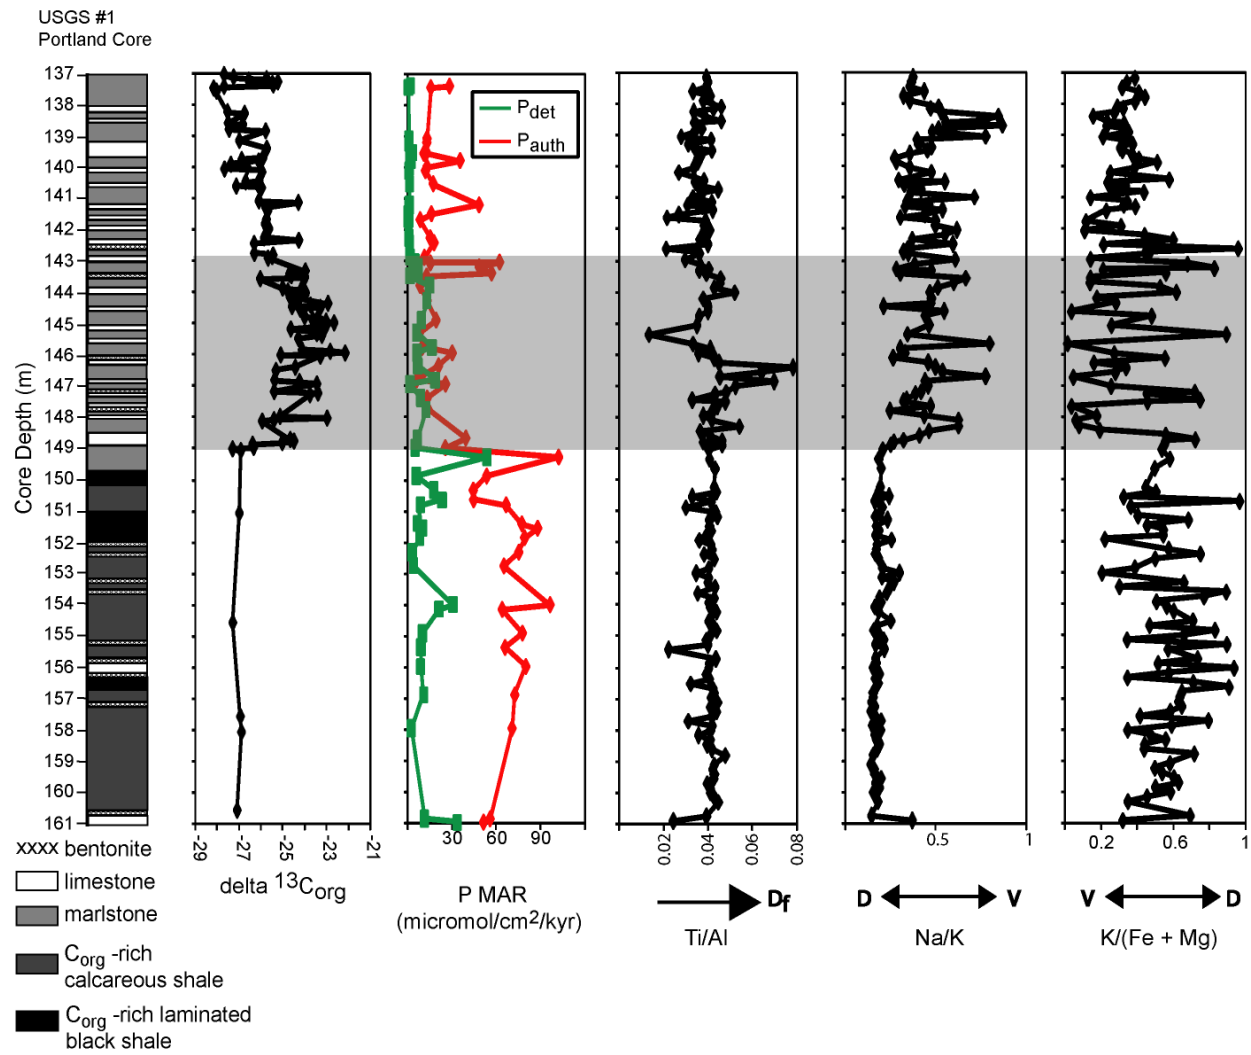 USGS #1
Portland Core
137
138
139
140
141
142
143
144
145
146
147
148
149
150
151
152
153
154
155
156
157
158
159
160
161
Core Depth (m)
-29
-27
-25
-23
-21
delta 13Corg
Pdet
Pauth
30
60
90
P MAR
(micromol/cm2/kyr)
0.02
0.04
0.06
0.08
Df
Ti/Al
0.5
1
D V
Na/K
0.2
0.6
1
V D
K/(Fe + Mg)
xxxx bentonite
limestone
marlstone
Corg -rich
calcareous shale
Corg -rich laminated
black shale